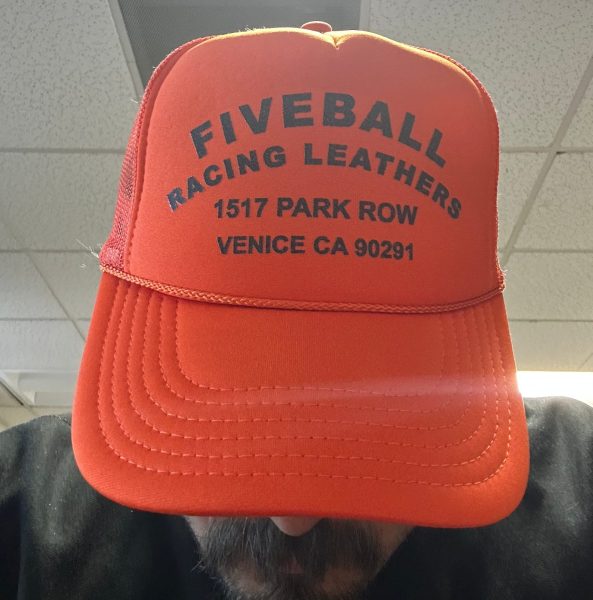 FIVEBALL
RACING LEATHERS
1517 PARK ROW
VENICE CA 90291